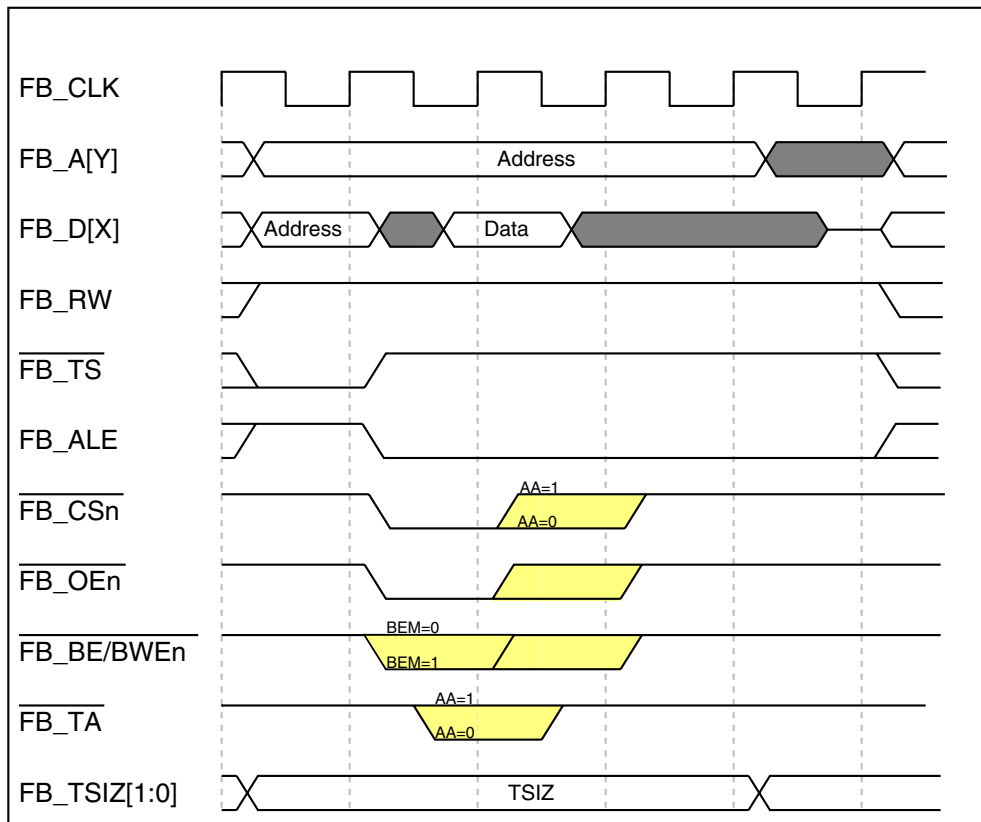 FB_CLK
FB_A[Y] Address
FB_D[X] Address Data
FB_RW
FB_TS
FB_ALE
FB_CSn AA=1
AA=0
FB_OEn
FB_BE/BWEn BEM=0
BEM=1
FB_TA AA=1
AA=0
FB_TSIZ[1:0] TSIZ